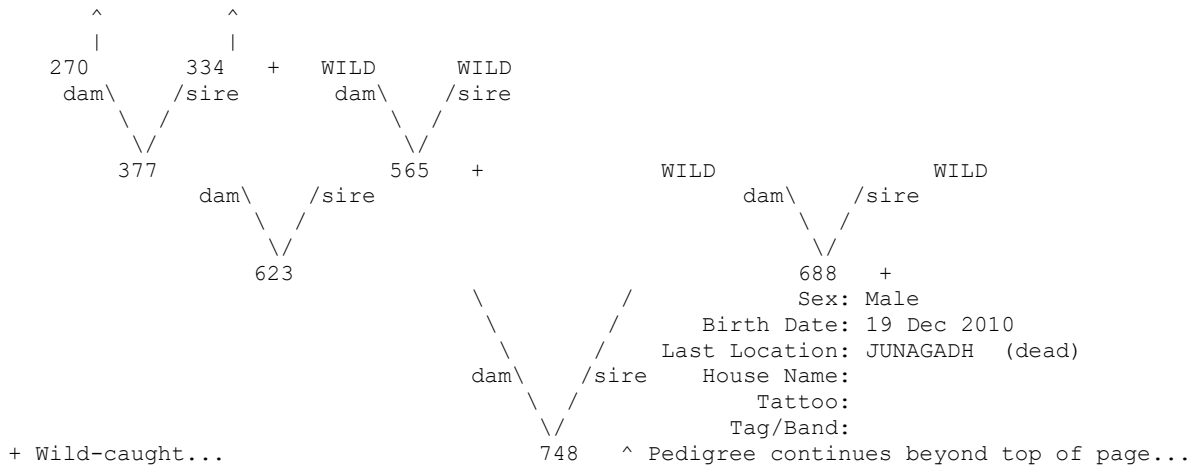 ^ ^
| |
270 334 + WILD WILD
dam\ /sire dam\ /sire
\ / \ /
\/ \/
377 565 + WILD WILD
dam\ /sire dam\ /sire
\ / \ /
\/ \/
623 688 +
\ / Sex: Male
\ / Birth Date: 19 Dec 2010
\ / Last Location: JUNAGADH (dead)
dam\ /sire House Name:
\ / Tattoo:
\/ Tag/Band:
+ Wild-caught... 748 ^ Pedigree continues beyond top of page...